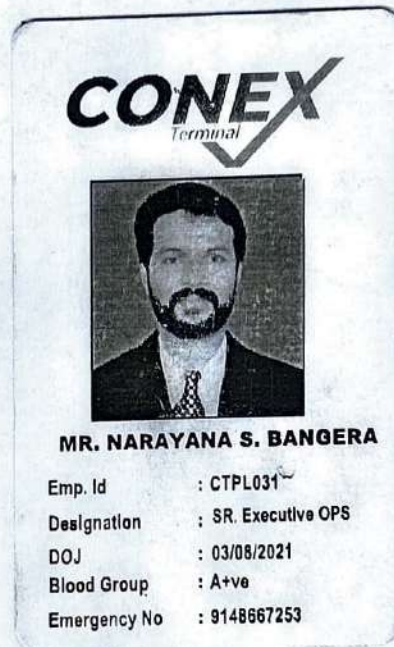 CONEX
Terminal
MR. NARAYANA S. BANGERA
Emp. Id : CTPL031
Designation : SR. Executive OPS
DOJ : 03/08/2021
Blood Group : A+ve
Emergency No : 9148667253